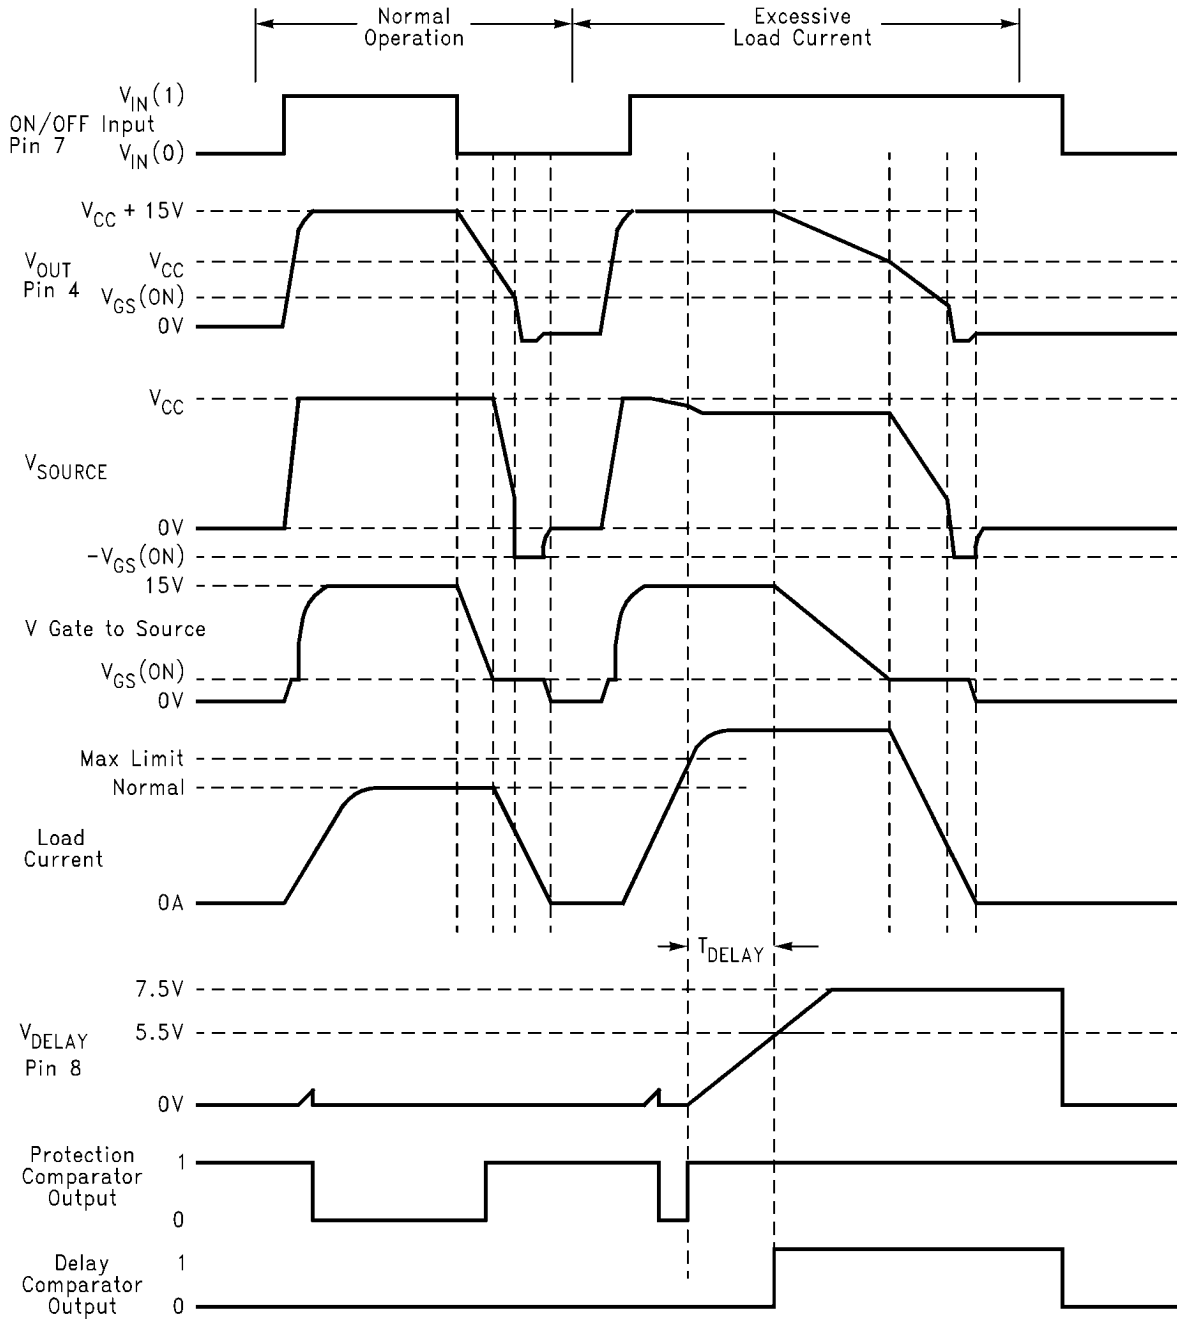 Normal
Operation
Excessive
Load Current
V_IN(1)
ON/OFF Input
Pin 7
V_IN(0)
V_CC + 15V
V_OUT
Pin 4
V_CC
V_GS(ON)
0V
V_CC
V_SOURCE
0V
-V_GS(ON)
15V
V Gate to Source
V_GS(ON)
0V
Max Limit
Normal
Load
Current
0A
T_DELAY
7.5V
V_DELAY
Pin 8
5.5V
0V
Protection
Comparator
Output
1
0
Delay
Comparator
Output
1
0